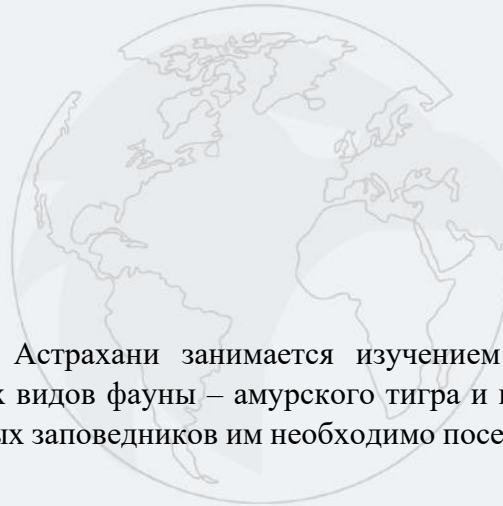 Астрахани занимается изучением
видов фауны – амурского тигра и
заповедников им необходимо